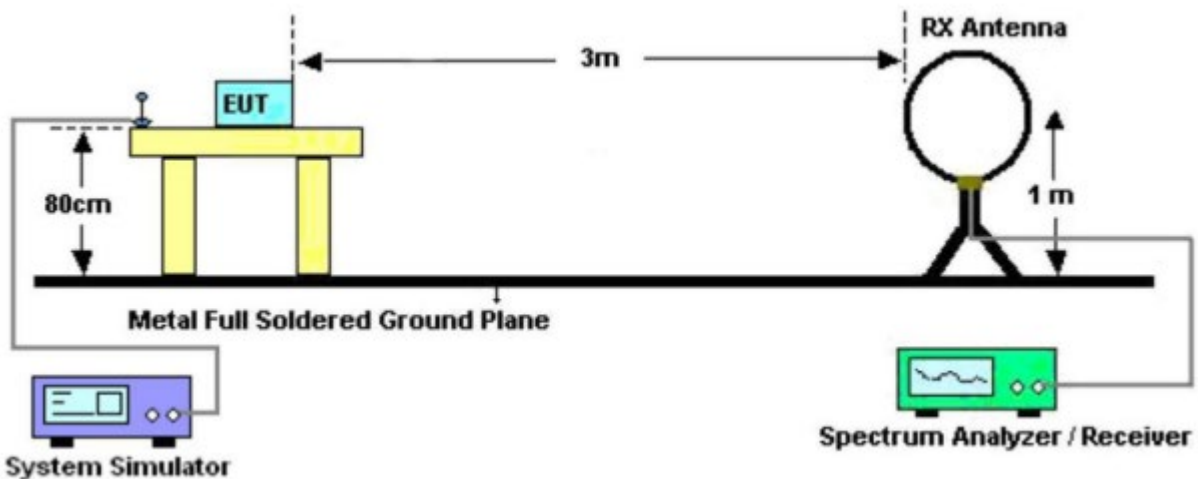 RX Antenna
3m
EUT
80cm
1 m
Metal Full Soldered Ground Plane
System Simulator
Spectrum Analyzer / Receiver